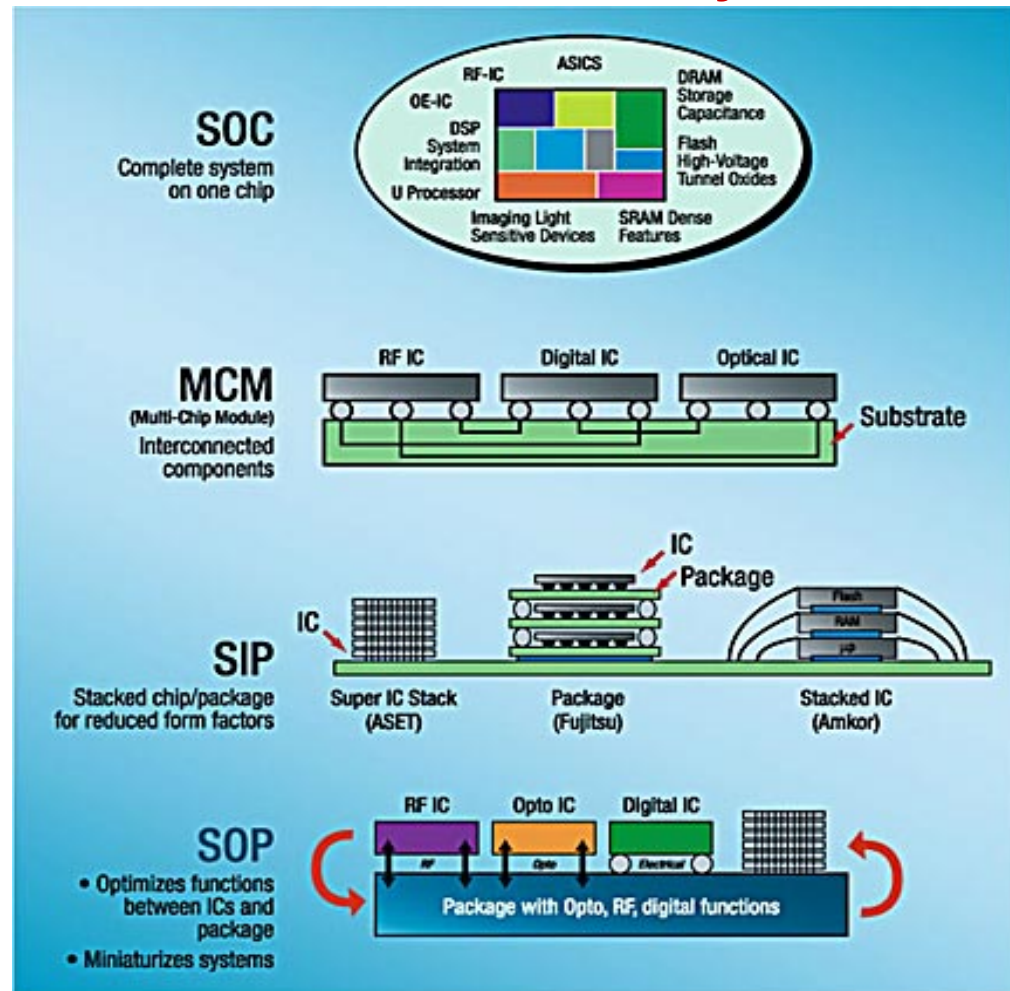 SOC
Complete system
on one chip
ASICS
RF-IC
OE-IC
DSP
System
Integration
U Processor
DRAM
Storage
Capacitance
Flash
High-Voltage
Tunnel Oxides
Imaging Light
Sensitive Devices
SRAM Dense
Features
MCM
(Multi-Chip Module)
Interconnected
components
RF IC
Digital IC
Optical IC
Substrate
SIP
Stacked chip/package
for reduced form factors
IC
Super IC Stack
(ASET)
IC
Package
Package
(Fujitsu)
Flash
RAM
µP
Stacked IC
(Amkor)
SOP
• Optimizes functions
between ICs and
package
• Miniaturizes systems
RF IC
Opto IC
Digital IC
RF
Opto
Electrical
Package with Opto, RF, digital functions